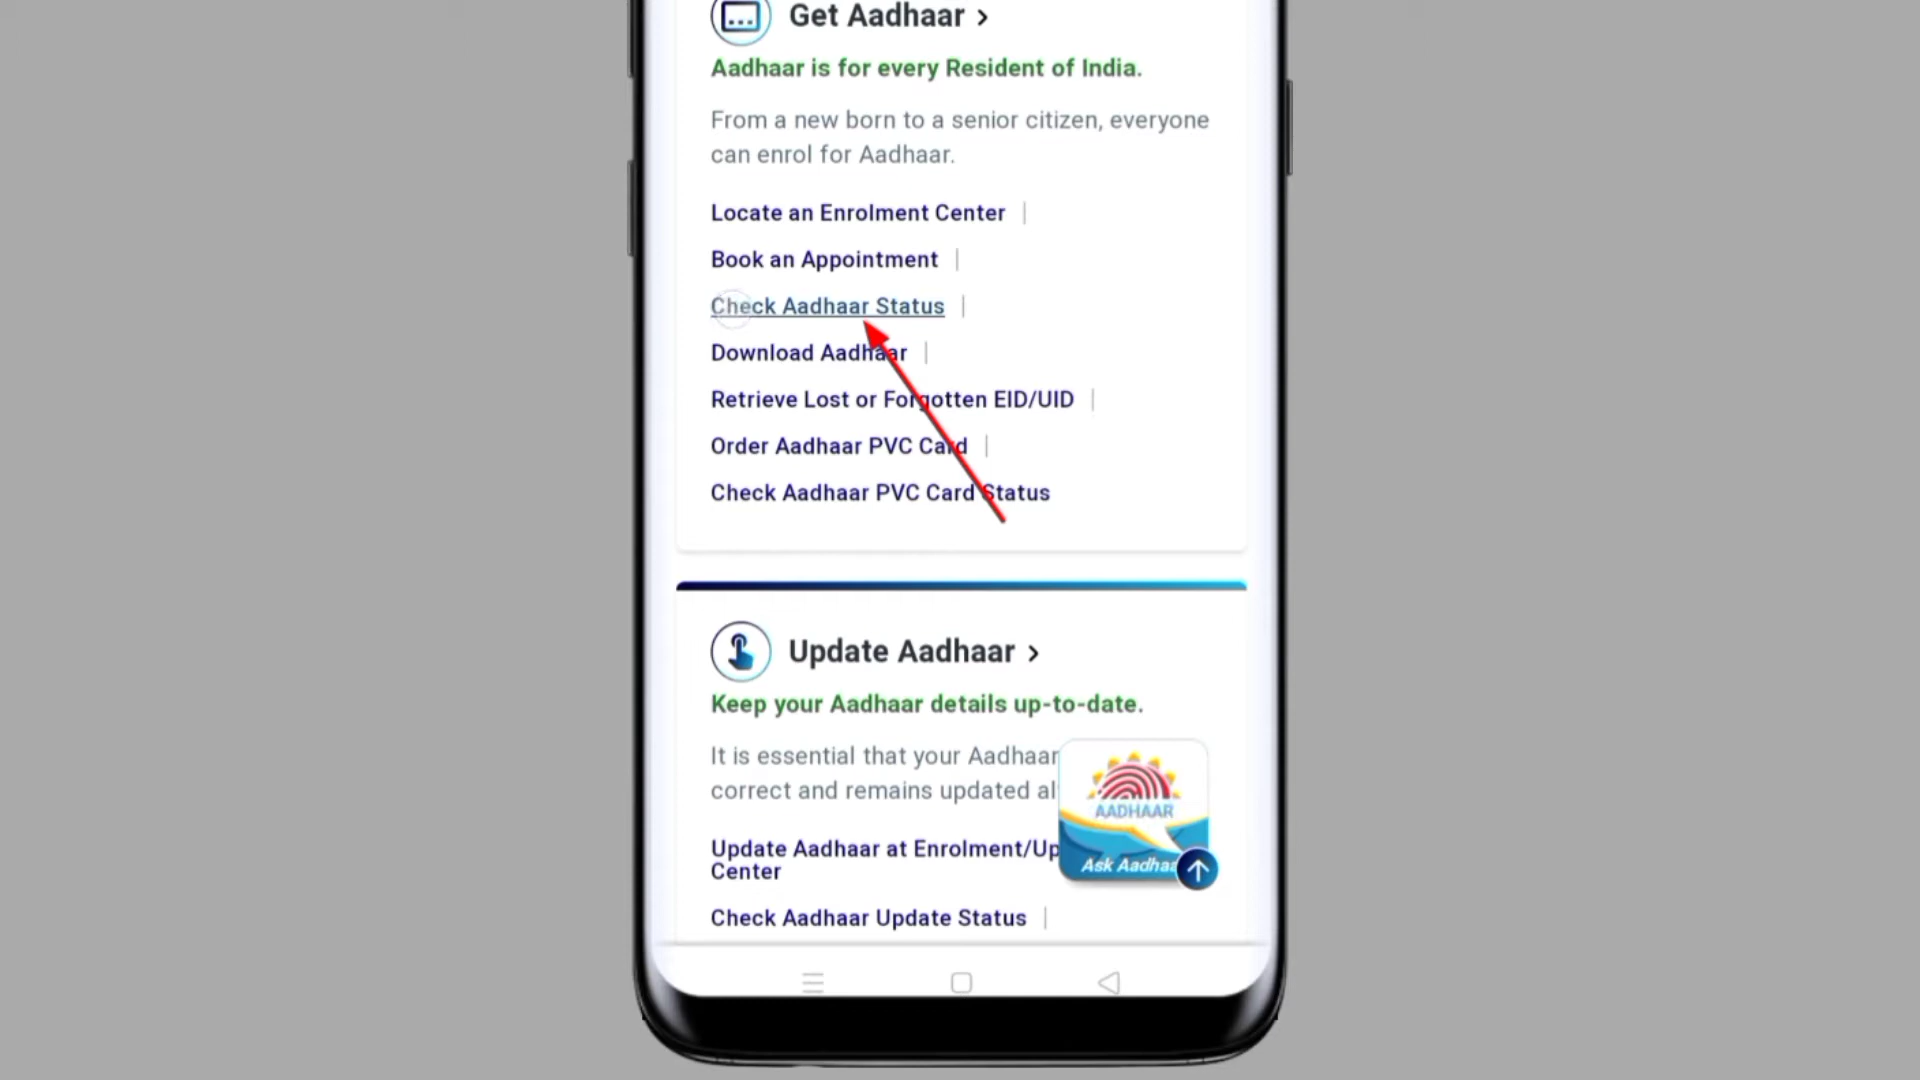 Get Aadhaar >
Aadhaar is for every Resident of India.
From a new born to a senior citizen, everyone
can enrol for Aadhaar.
Locate an Enrolment Center |
Book an Appointment |
Check Aadhaar Status |
Download Aadhaar |
Retrieve Lost or Forgotten EID/UID |
Order Aadhaar PVC Card |
Check Aadhaar PVC Card Status
Update Aadhaar >
Keep your Aadhaar details up-to-date.
It is essential that your Aadhaar
correct and remains updated al
AADHAAR
Ask Aadhaa
Update Aadhaar at Enrolment/Up
Center
Check Aadhaar Update Status |